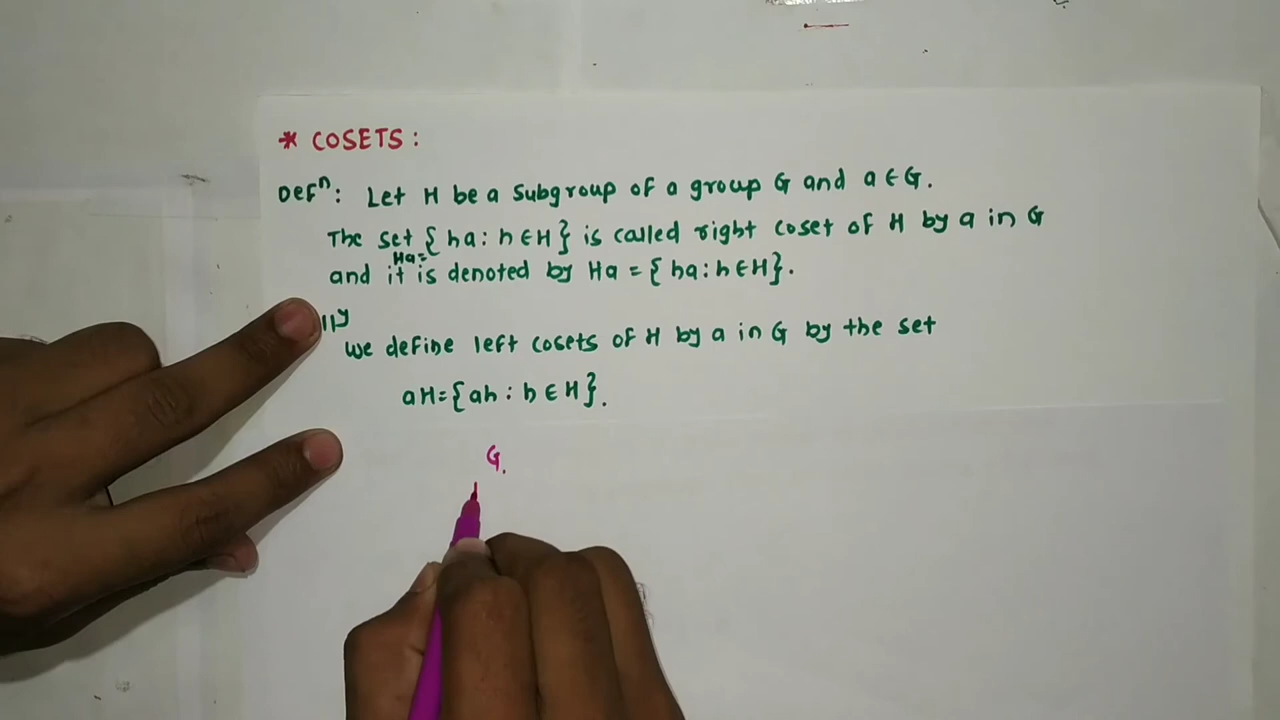 * COSETS:
Defⁿ: Let H be a subgroup of a group G and a ∈ G.
The set {ha : h ∈ H} is called right coset of H by a in G
Ha=
and it is denoted by Ha = {ha : h ∈ H}.
|||ly
we define left cosets of H by a in G by the set
aH = {ah : h ∈ H}.
G.